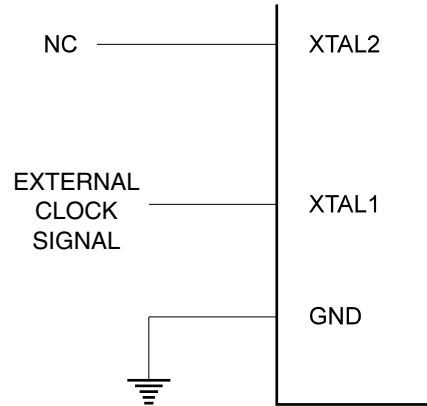 NC
XTAL2
EXTERNAL
CLOCK
SIGNAL
XTAL1
GND